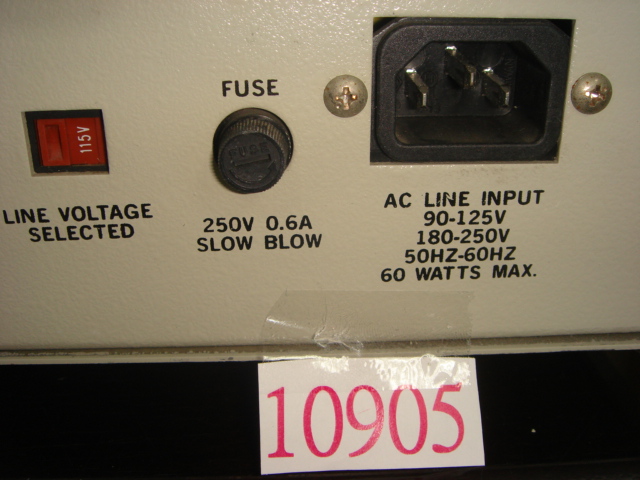 115V
LINE VOLTAGE
SELECTED
FUSE
FUSE
250V 0.6A
SLOW BLOW
AC LINE INPUT
90-125V
180-250V
50HZ-60HZ
60 WATTS MAX.
10905